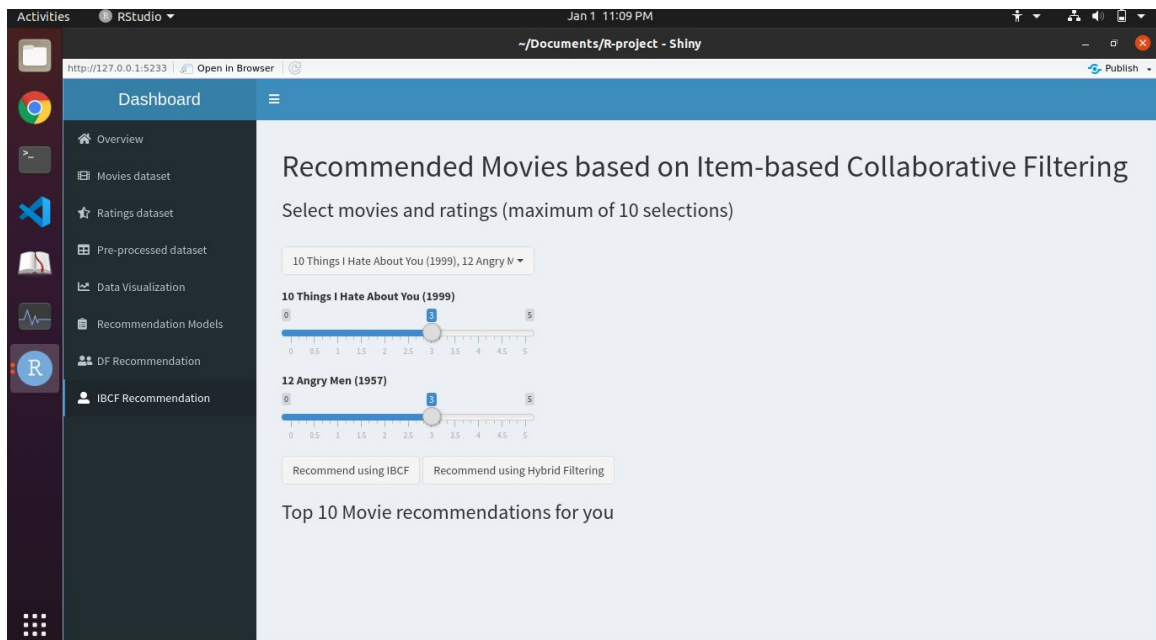 Activities RStudio Jan 1 11:09 PM
~/Documents/R-project - Shiny
http://127.0.0.1:5233 Open in Browser Publish
Dashboard
Overview
Movies dataset
Ratings dataset
Pre-processed dataset
Data Visualization
Recommendation Models
DF Recommendation
IBCF Recommendation
Recommended Movies based on Item-based Collaborative Filtering
Select movies and ratings (maximum of 10 selections)
10 Things I Hate About You (1999), 12 Angry M
10 Things I Hate About You (1999)
0 3 5
0 0.5 1 1.5 2 2.5 3 3.5 4 4.5 5
12 Angry Men (1957)
0 3 5
0 0.5 1 1.5 2 2.5 3 3.5 4 4.5 5
Recommend using IBCF Recommend using Hybrid Filtering
Top 10 Movie recommendations for you